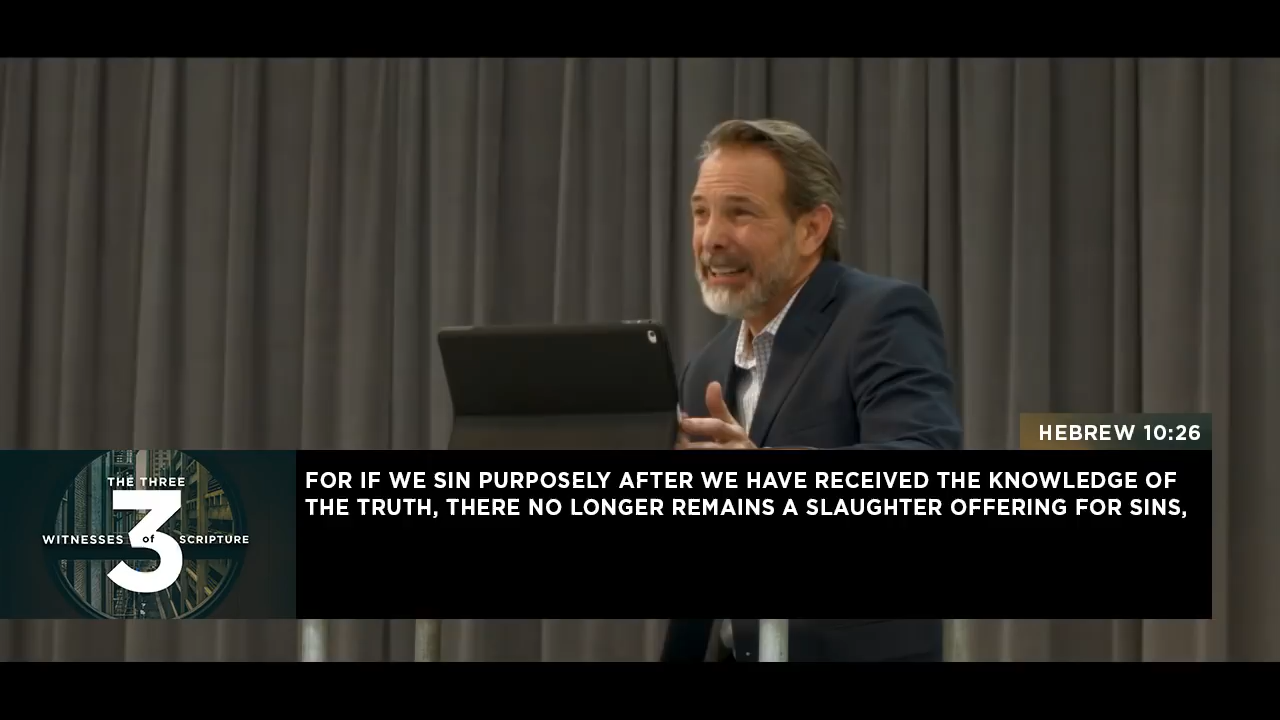 HEBREW 10:26
FOR IF WE SIN PURPOSELY AFTER WE HAVE RECEIVED THE KNOWLEDGE OF
THE TRUTH, THERE NO LONGER REMAINS A SLAUGHTER OFFERING FOR SINS,
THE THREE
3
WITNESSES of SCRIPTURE